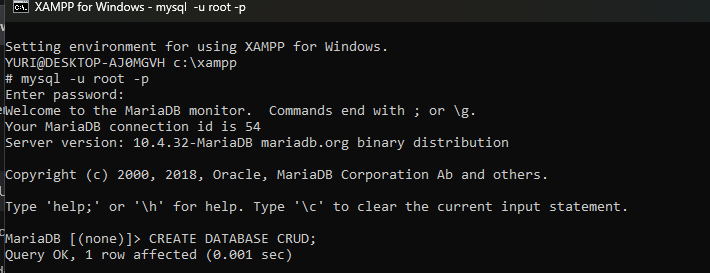 XAMPP for Windows - mysql -u root -p
Setting environment for using XAMPP for Windows.
YURI@DESKTOP-AJ0MGVH c:\xampp
# mysql -u root -p
Enter password:
Welcome to the MariaDB monitor.  Commands end with ; or \g.
Your MariaDB connection id is 54
Server version: 10.4.32-MariaDB mariadb.org binary distribution
Copyright (c) 2000, 2018, Oracle, MariaDB Corporation Ab and others.
Type 'help;' or '\h' for help. Type '\c' to clear the current input statement.
MariaDB [(none)]> CREATE DATABASE CRUD;
Query OK, 1 row affected (0.001 sec)